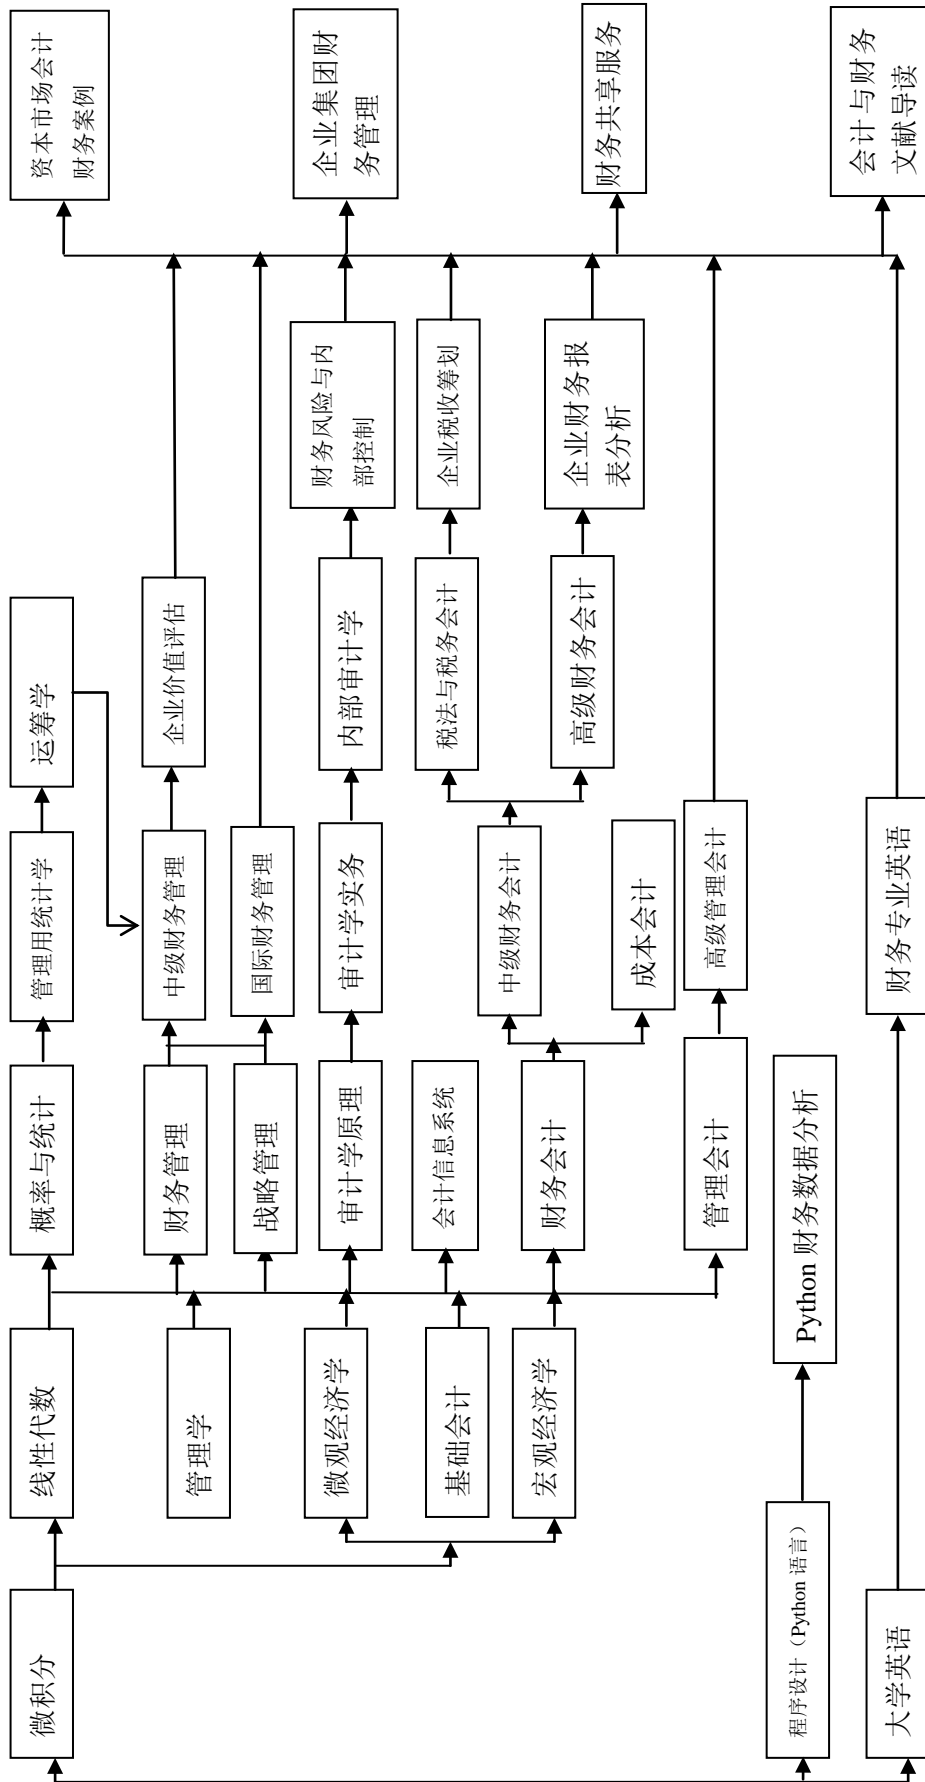 微积分
线性代数
概率与统计
管理用统计学
运筹学
资本市场会计
财务案例
管理学
财务管理
中级财务管理
企业价值评估
战略管理
国际财务管理
微观经济学
审计学原理
审计学实务
内部审计学
财务风险与内
部控制
企业集团财
务管理
基础会计
会计信息系统
税法与税务会计
企业税收筹划
宏观经济学
财务会计
中级财务会计
高级财务会计
企业财务报
表分析
财务共享服务
成本会计
管理会计
高级管理会计
程序设计（Python 语言）
Python 财务数据分析
大学英语
财务专业英语
会计与财务
文献导读